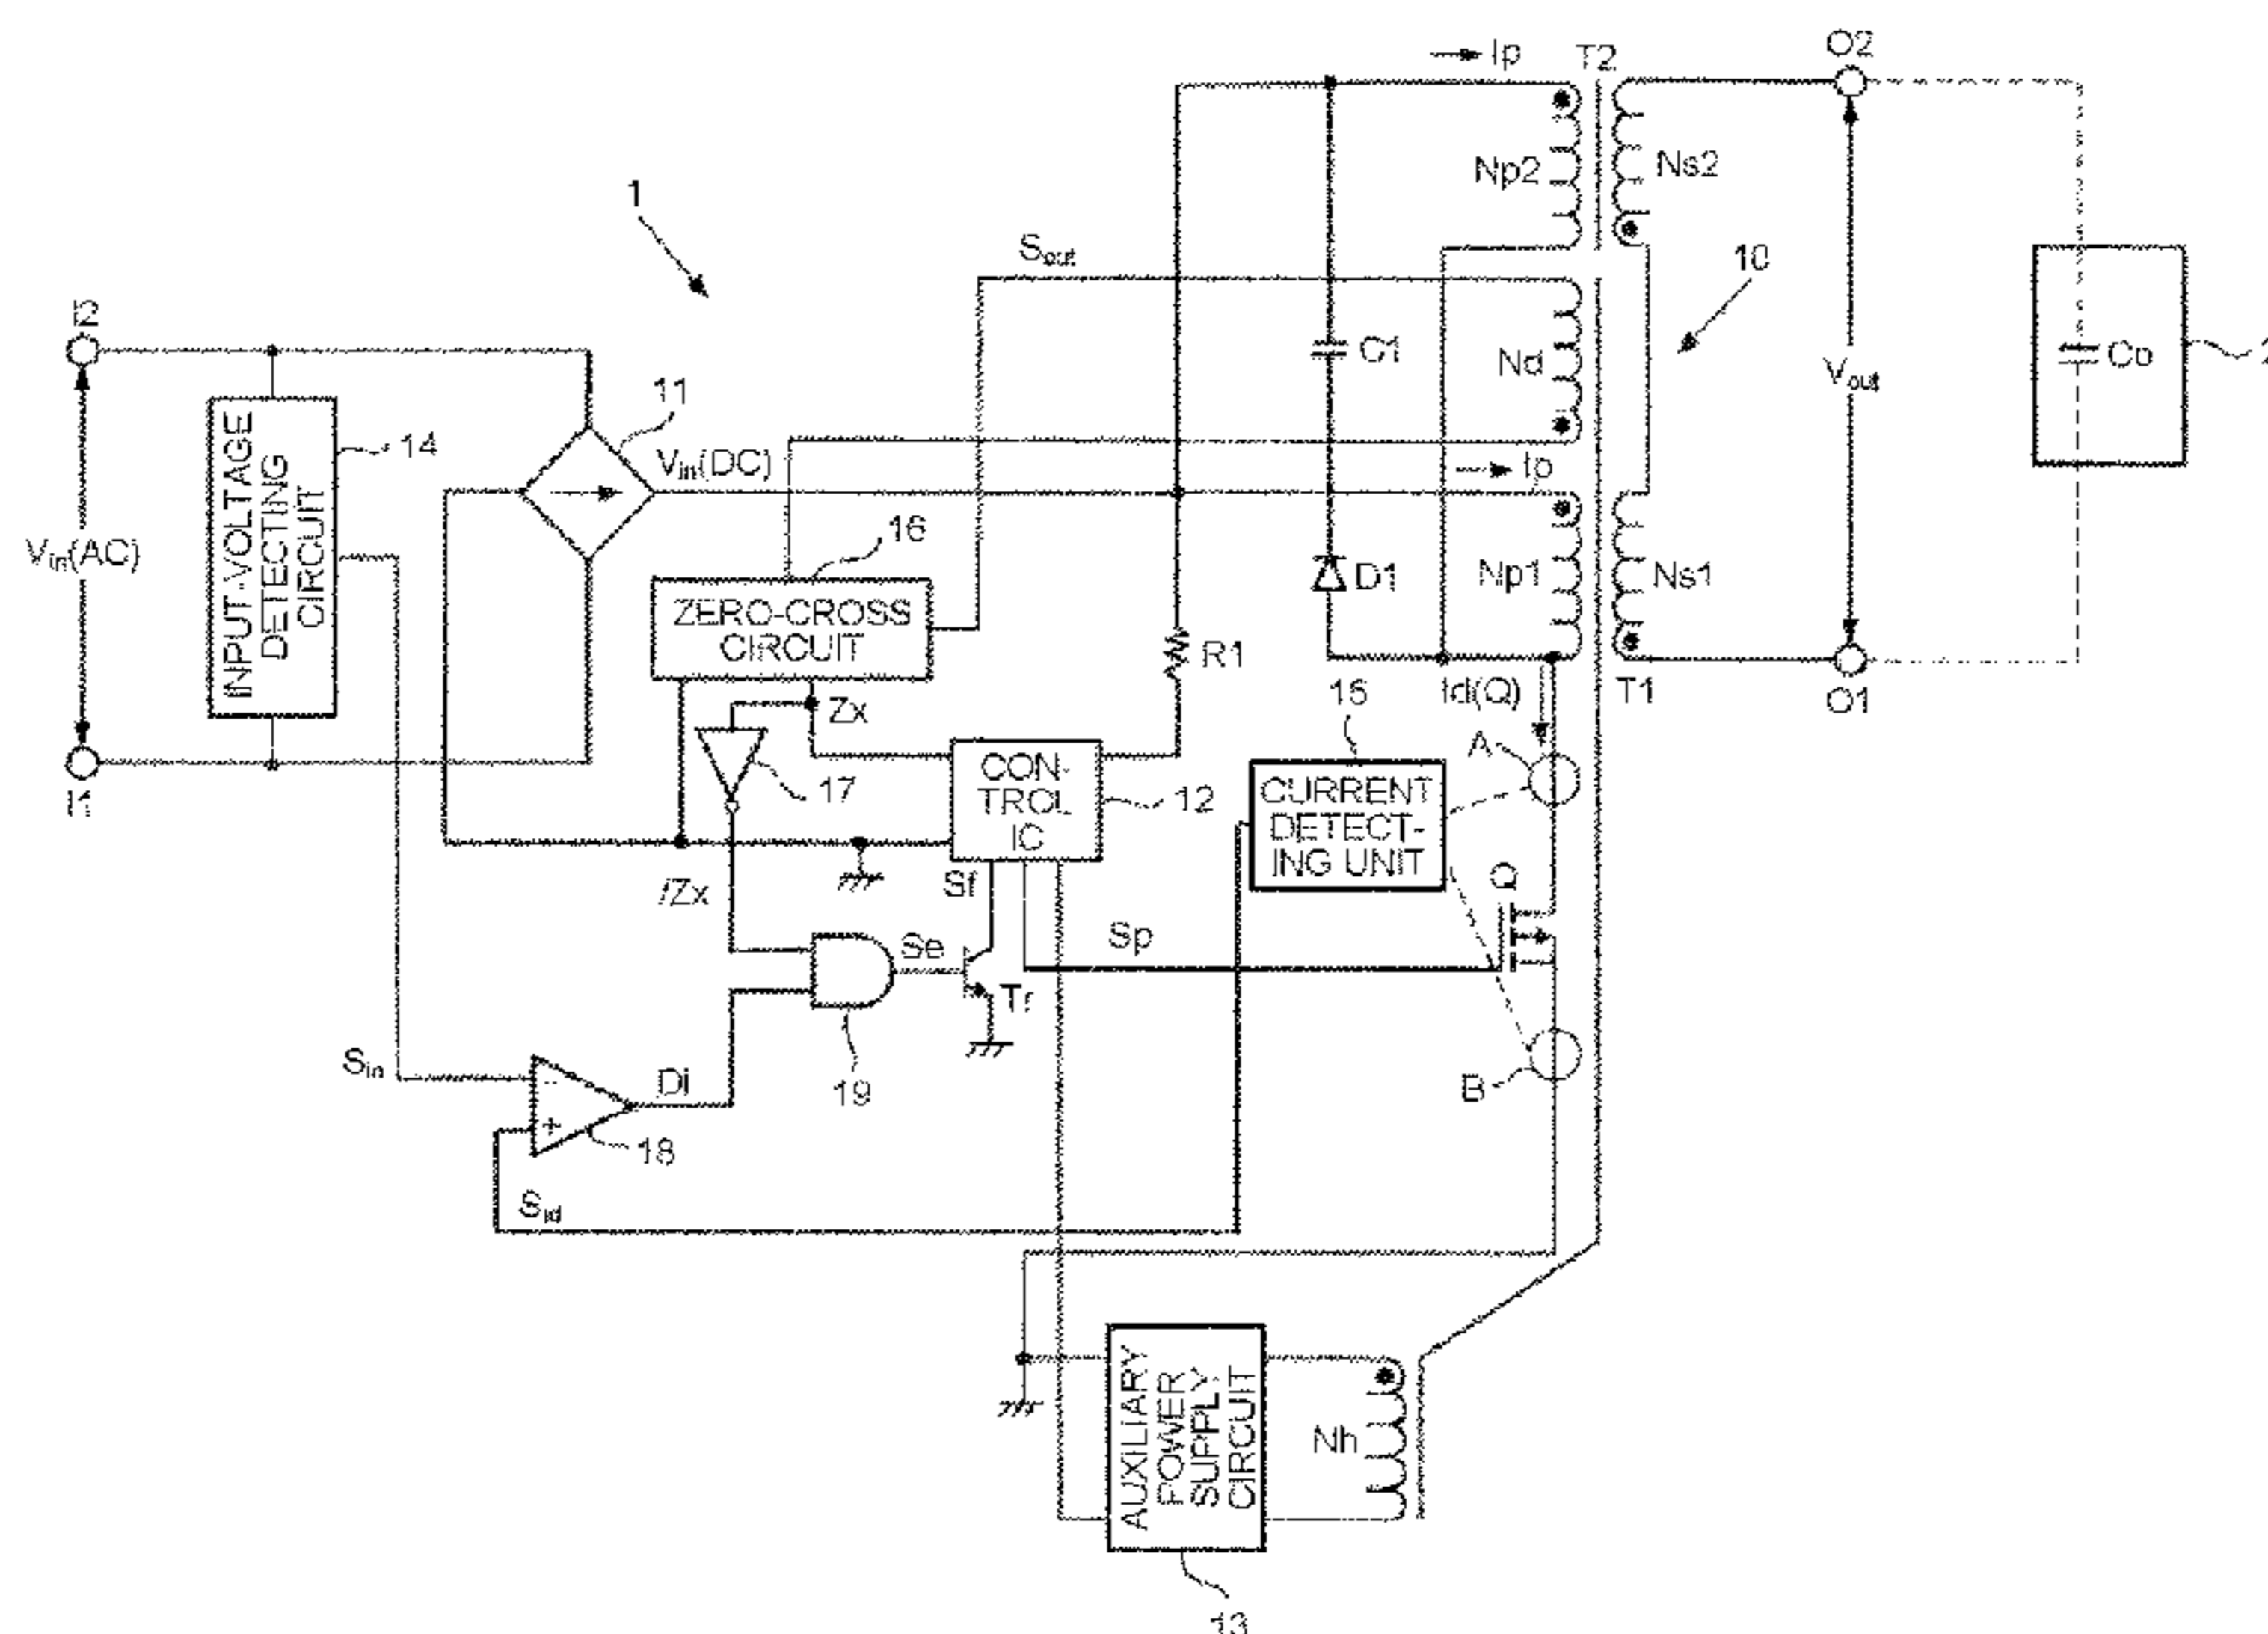 Ip
T2
O2
Np2
Ns2
1
Sout
10
I2
C1
Nd
Vout
Co
2
11
14
Vin(DC)
Ip
INPUT-VOLTAGE
DETECTING
CIRCUIT
Vin(AC)
16
D1
Np1
Ns1
ZERO-CROSS
CIRCUIT
R1
15
Id(Q)
T1
O1
Zx
A
I1
17
CON-
TROL
IC
12
CURRENT
DETECT-
ING UNIT
/Zx
Sf
Q
Se
Sp
Tr
Sin
Di
19
B
-
+
18
Sid
AUXILIARY
POWER
SUPPLY
CIRCUIT
Nh
13